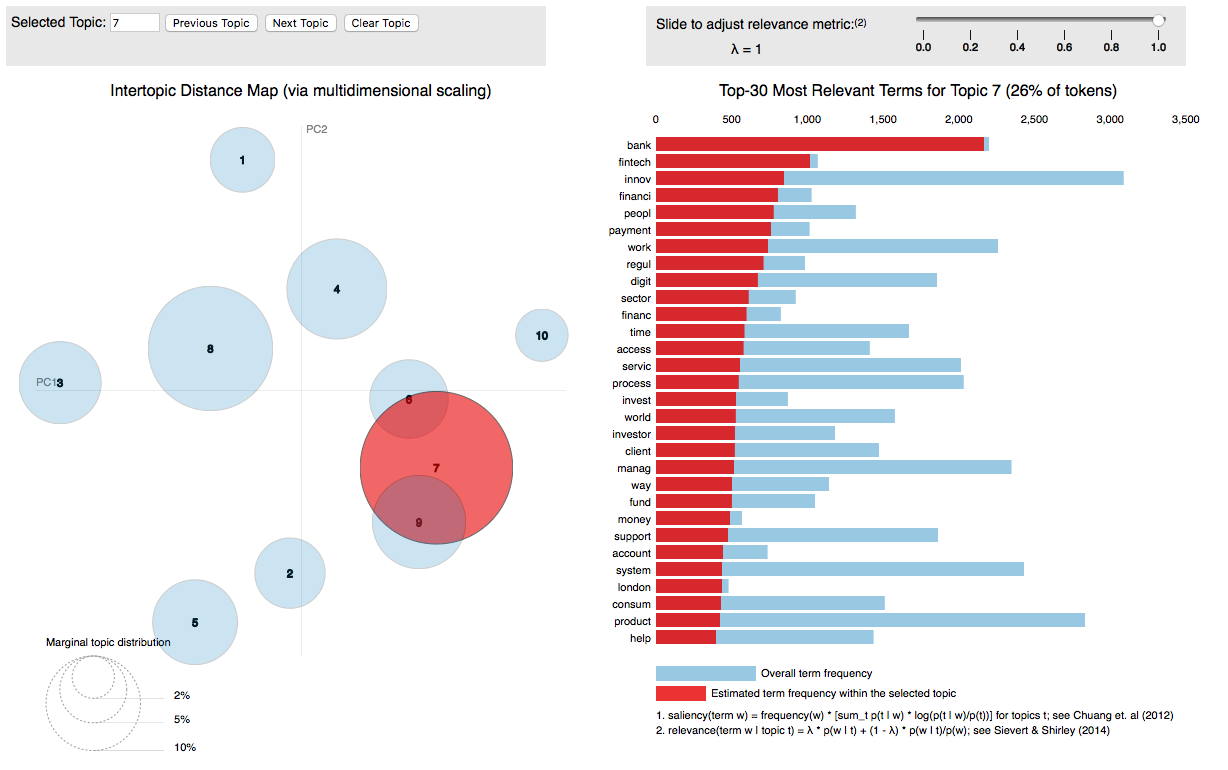 Selected Topic: 7 Previous Topic Next Topic Clear Topic
Slide to adjust relevance metric:(2)
λ = 1
0.0 0.2 0.4 0.6 0.8 1.0
Intertopic Distance Map (via multidimensional scaling)
PC2
PC1
1
4
10
8
3
6
7
9
2
5
Marginal topic distribution
2%
5%
10%
Top-30 Most Relevant Terms for Topic 7 (26% of tokens)
0 500 1,000 1,500 2,000 2,500 3,000 3,500
bank
fintech
innov
financi
peopl
payment
work
regul
digit
sector
financ
time
access
servic
process
invest
world
investor
client
manag
way
fund
money
support
account
system
london
consum
product
help
Overall term frequency
Estimated term frequency within the selected topic
1. saliency(term w) = frequency(w) * [sum_t p(t | w) * log(p(t | w)/p(t))] for topics t; see Chuang et. al (2012)
2. relevance(term w | topic t) = λ * p(w | t) + (1 - λ) * p(w | t)/p(w); see Sievert & Shirley (2014)